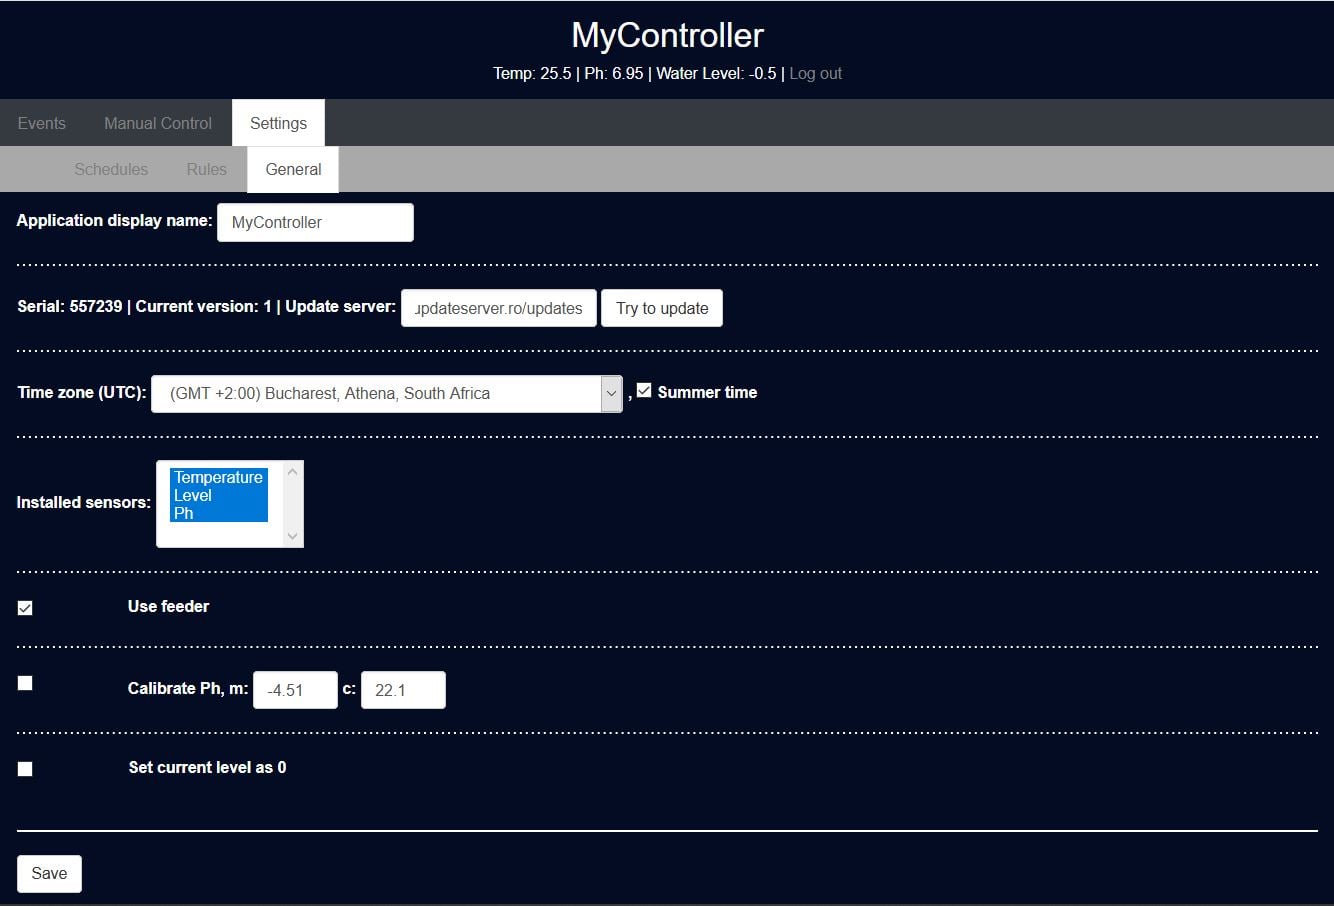 MyController
Temp: 25.5 | Ph: 6.95 | Water Level: -0.5 | Log out
Events Manual Control Settings
Schedules Rules General
Application display name: MyController
Serial: 557239 | Current version: 1 | Update server: updateserver.ro/updates Try to update
Time zone (UTC): (GMT +2:00) Bucharest, Athena, South Africa , Summer time
Temperature
Level
Installed sensors:
Ph
Use feeder
Calibrate Ph, m: -4.51 c: 22.1
Set current level as 0
Save